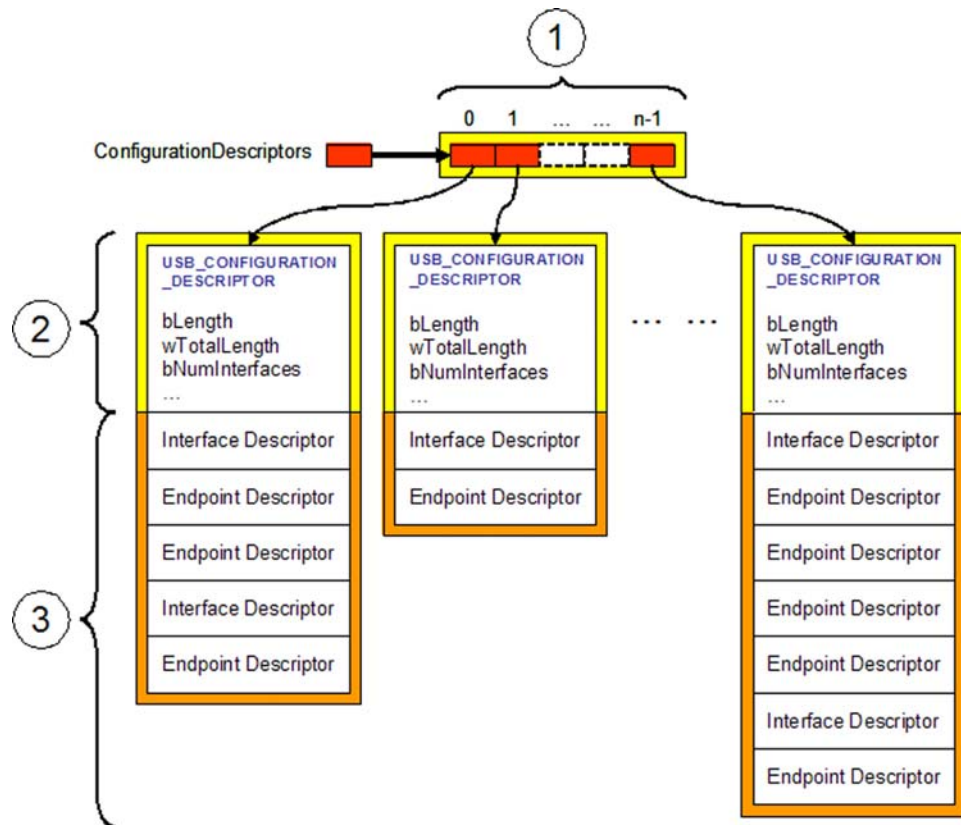 1
0 1 ... ... n-1
ConfigurationDescriptors
2
USB_CONFIGURATION
_DESCRIPTOR
bLength
wTotalLength
bNumInterfaces
...
USB_CONFIGURATION
_DESCRIPTOR
bLength
wTotalLength
bNumInterfaces
...
... ...
USB_CONFIGURATION
_DESCRIPTOR
bLength
wTotalLength
bNumInterfaces
...
3
Interface Descriptor
Endpoint Descriptor
Endpoint Descriptor
Interface Descriptor
Endpoint Descriptor
Interface Descriptor
Endpoint Descriptor
Interface Descriptor
Endpoint Descriptor
Endpoint Descriptor
Endpoint Descriptor
Endpoint Descriptor
Interface Descriptor
Endpoint Descriptor